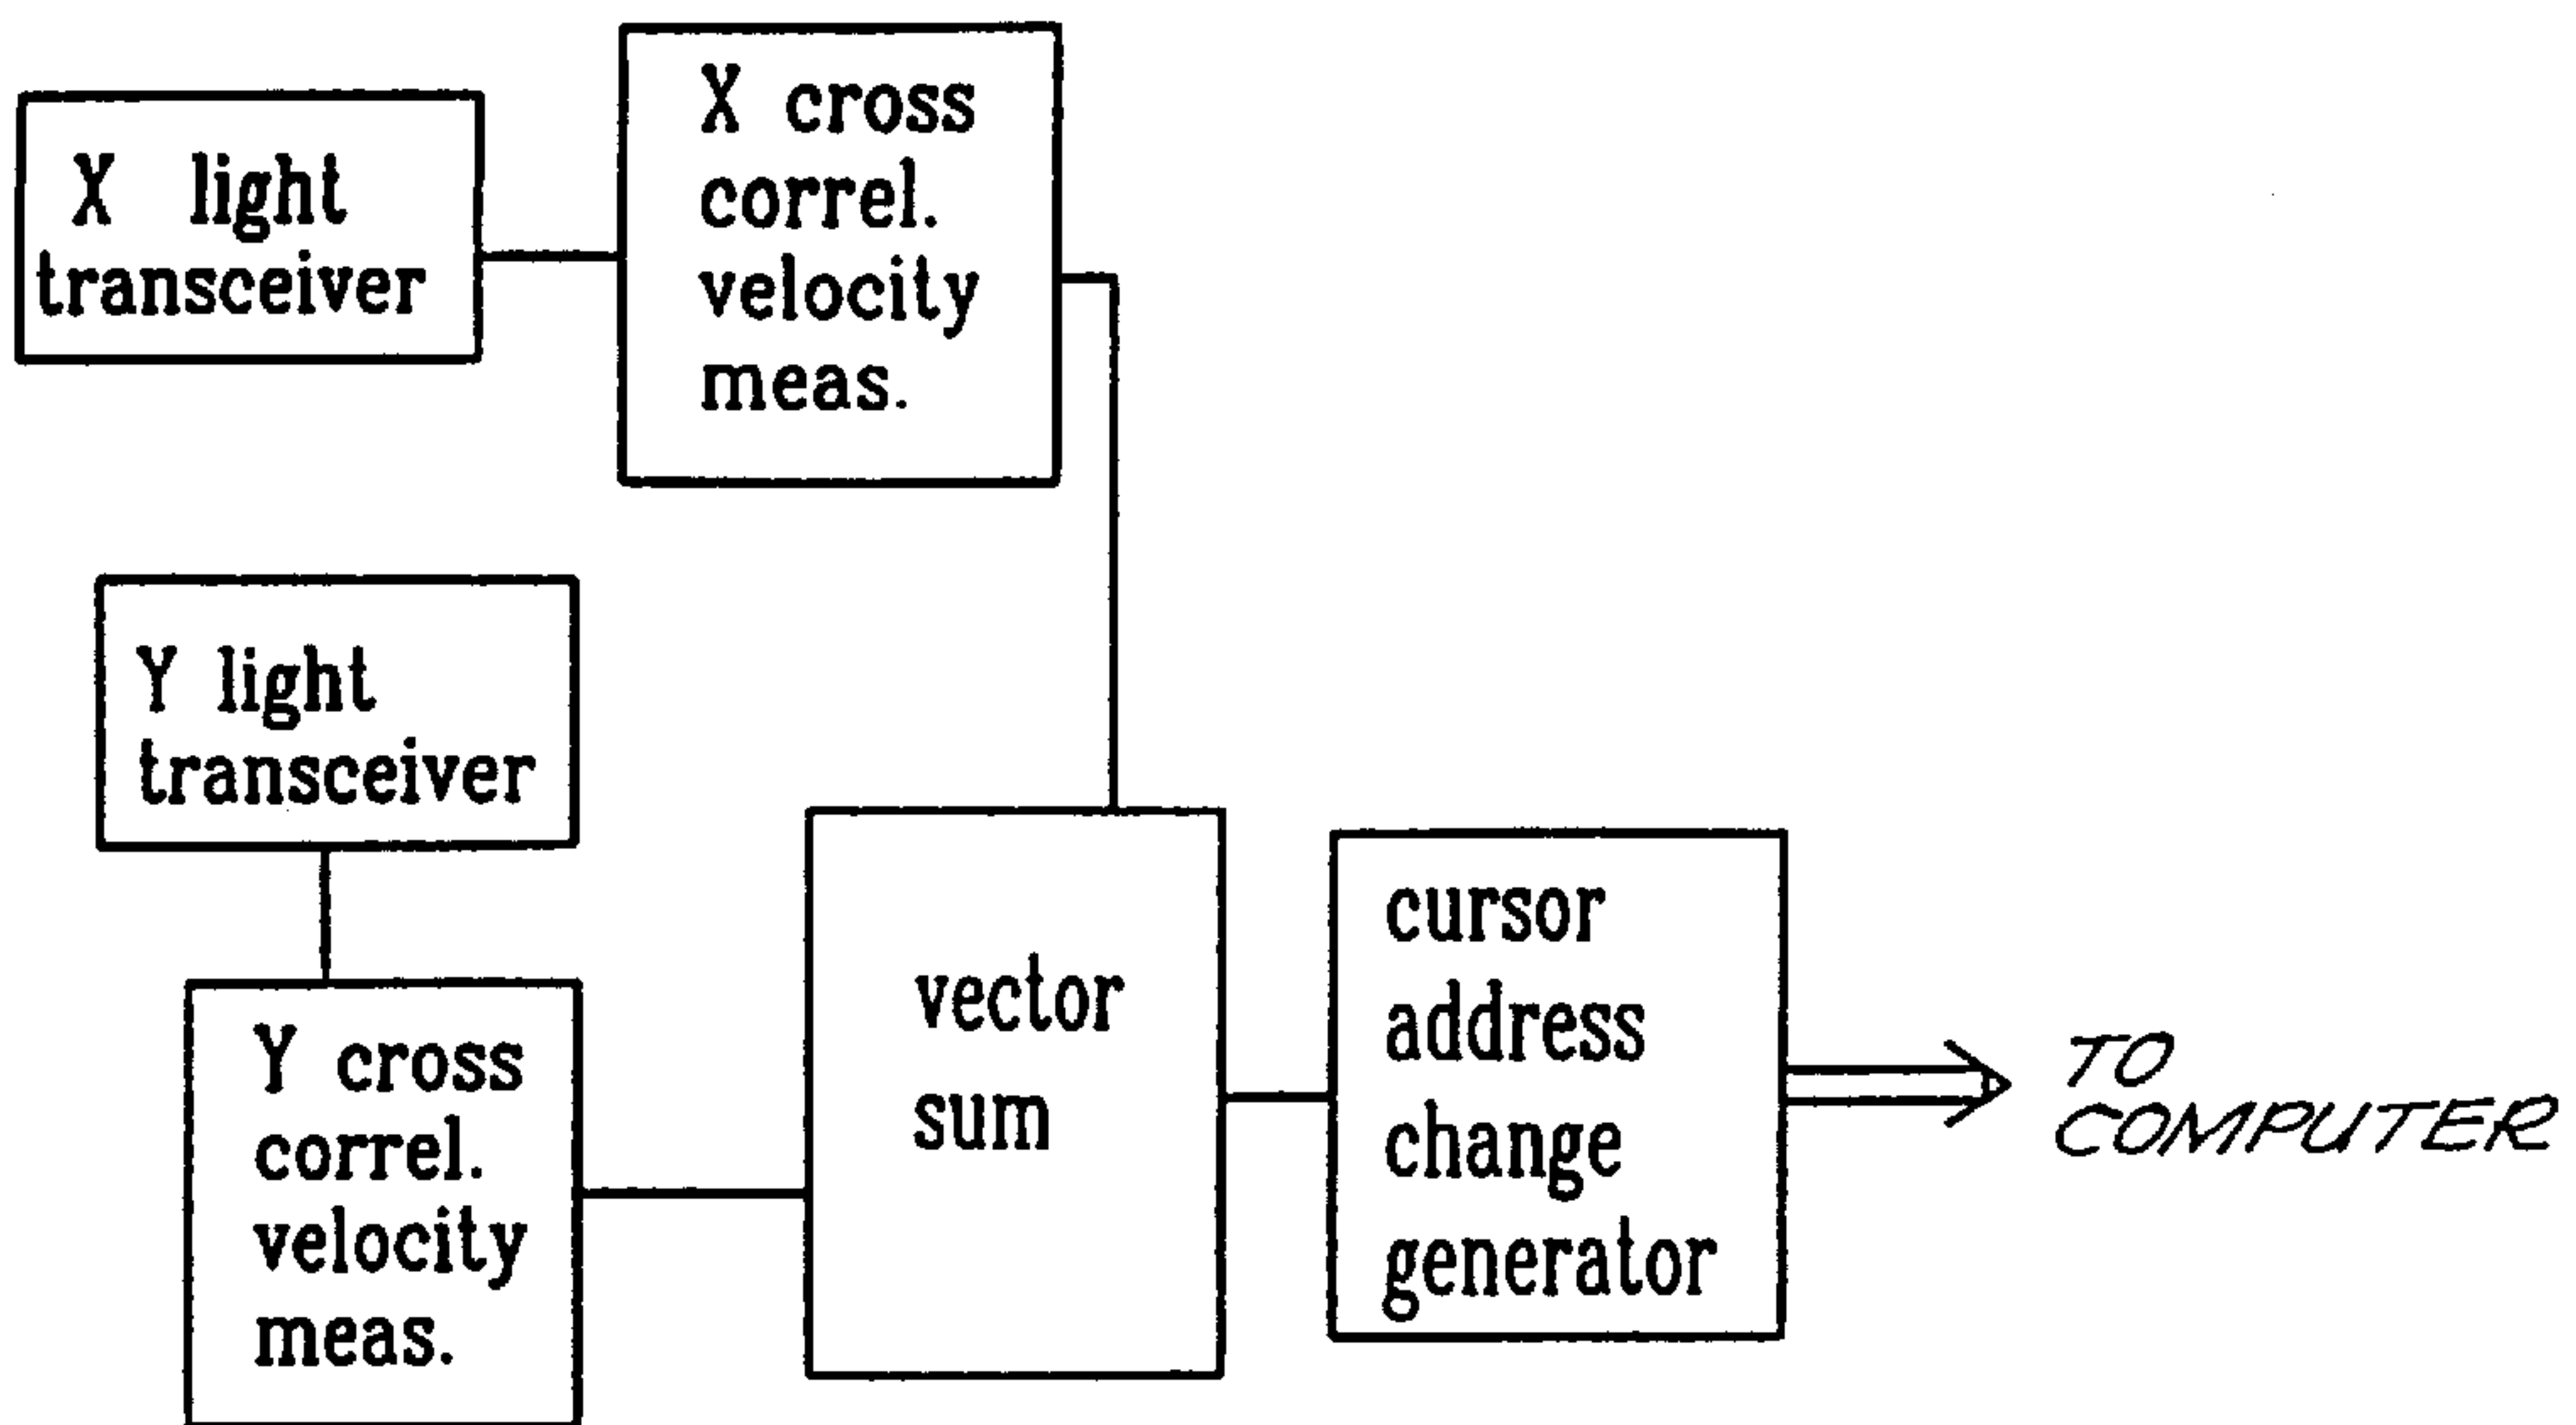 X light
transceiver
X cross
correl.
velocity
meas.
Y light
transceiver
Y cross
correl.
velocity
meas.
vector
sum
cursor
address
change
generator
TO
COMPUTER